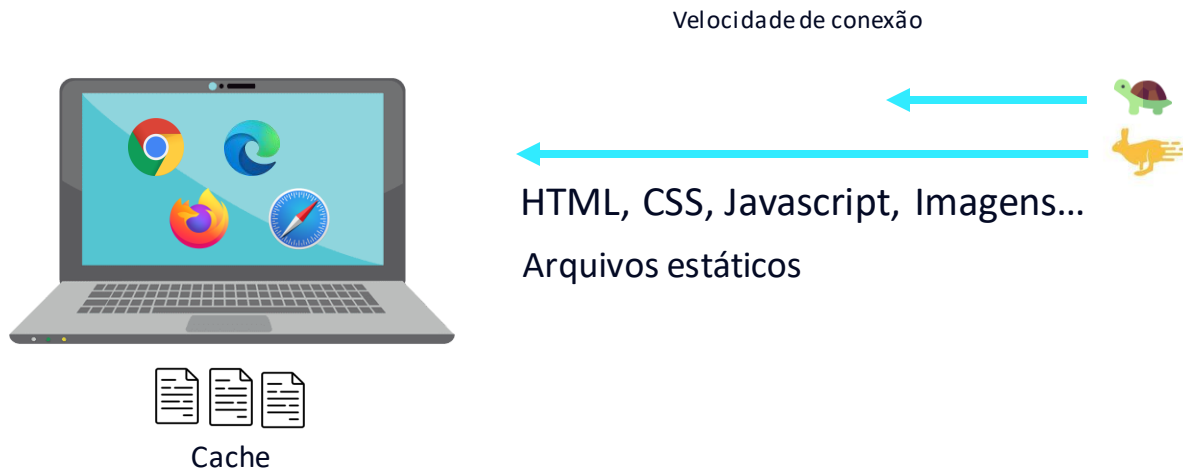 Velocidade de conexão
HTML, CSS, Javascript, Imagens...
Arquivos estáticos
Cache